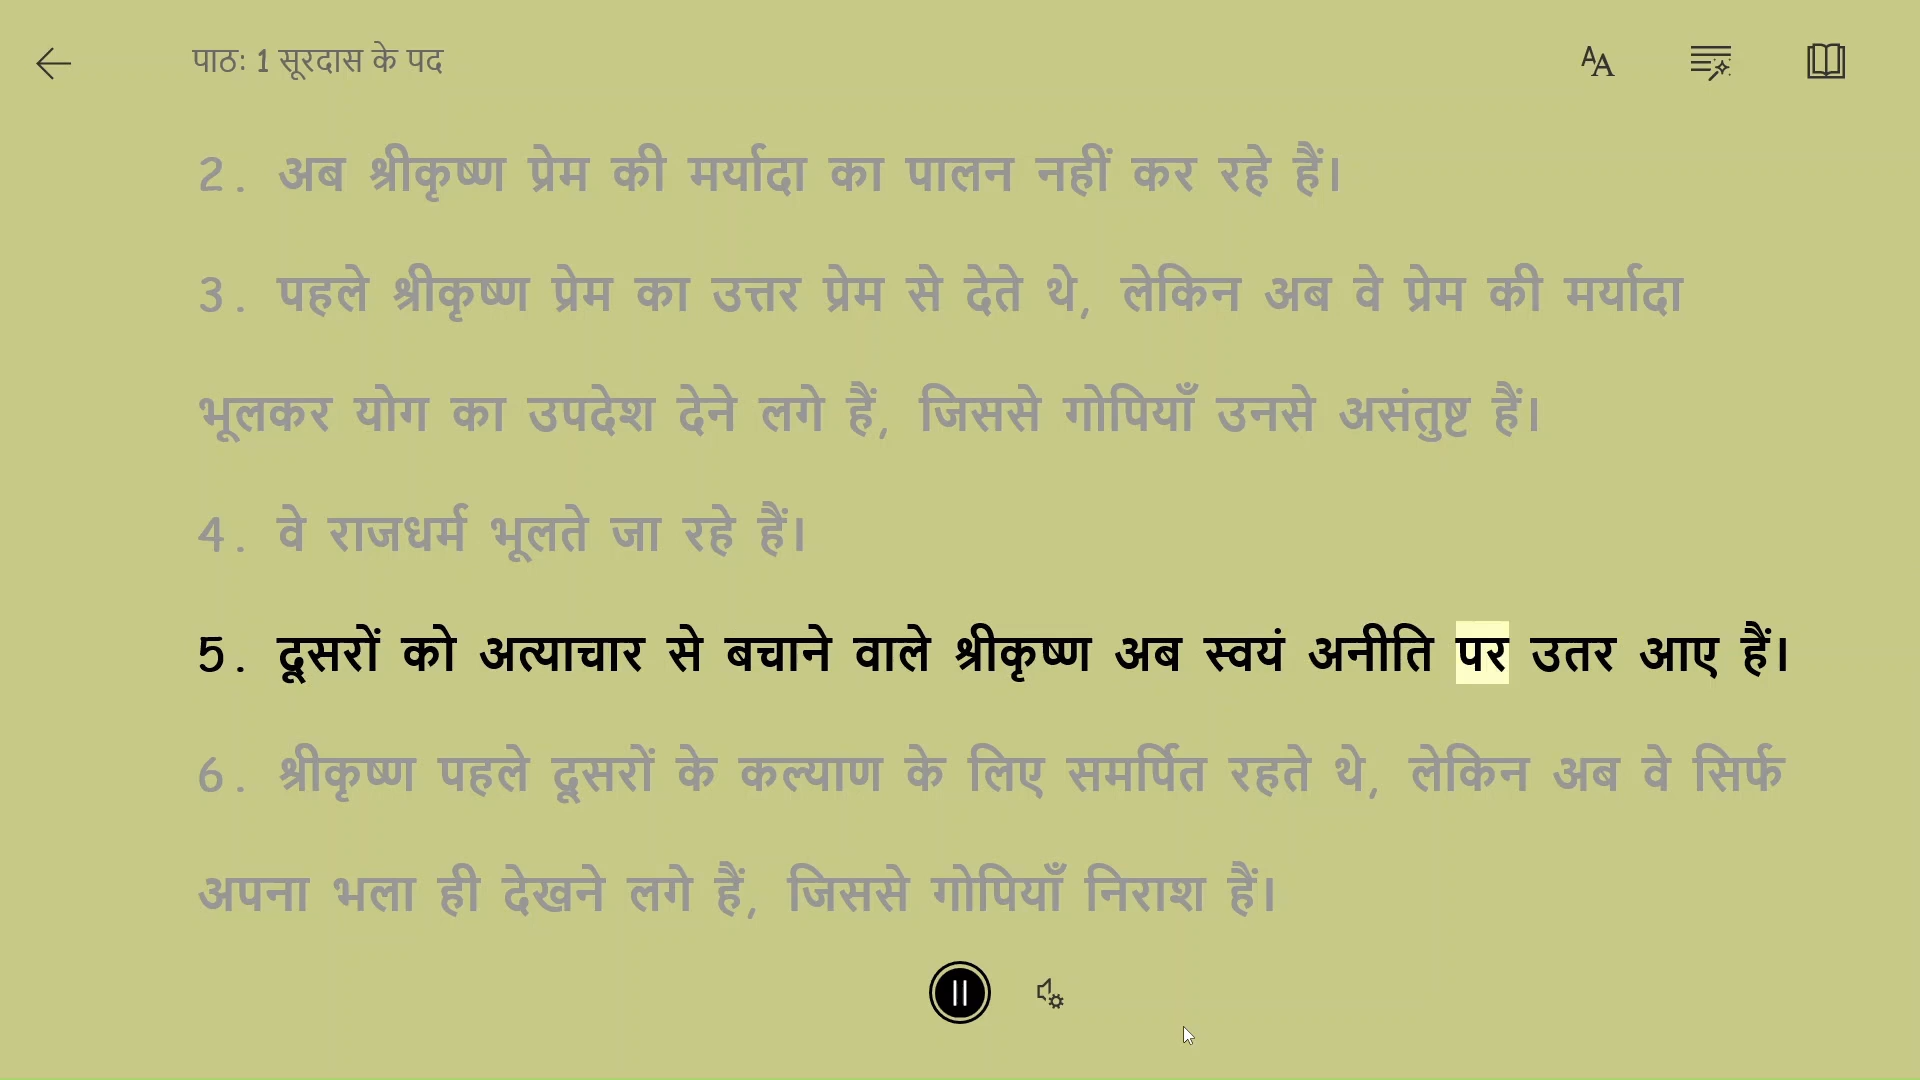 पाठ: 1 सूरदास के पद
2. अब श्रीकृष्ण प्रेम की मर्यादा का पालन नहीं कर रहे हैं।
3. पहले श्रीकृष्ण प्रेम का उत्तर प्रेम से देते थे, लेकिन अब वे प्रेम की मर्यादा
भूलकर योग का उपदेश देने लगे हैं, जिससे गोपियाँ उनसे असंतुष्ट हैं।
4. वे राजधर्म भूलते जा रहे हैं।
5. दूसरों को अत्याचार से बचाने वाले श्रीकृष्ण अब स्वयं अनीति पर उतर आए हैं।
6. श्रीकृष्ण पहले दूसरों के कल्याण के लिए समर्पित रहते थे, लेकिन अब वे सिर्फ
अपना भला ही देखने लगे हैं, जिससे गोपियाँ निराश हैं।